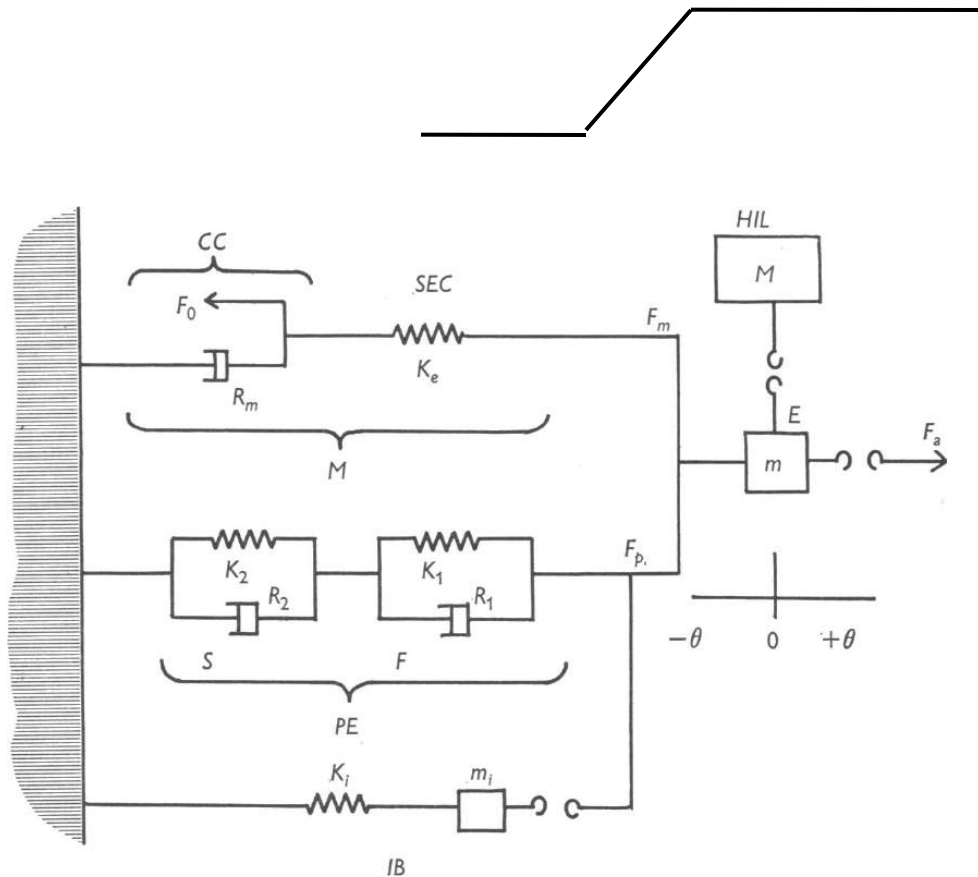 HIL
M
CC
SEC
F₀
Fₘ
Kₑ
Rₘ
E
Fₐ
m
M
K₂
K₁
Fₚ.
R₂
R₁
−θ 0 +θ
S
F
PE
Kᵢ
mᵢ
IB